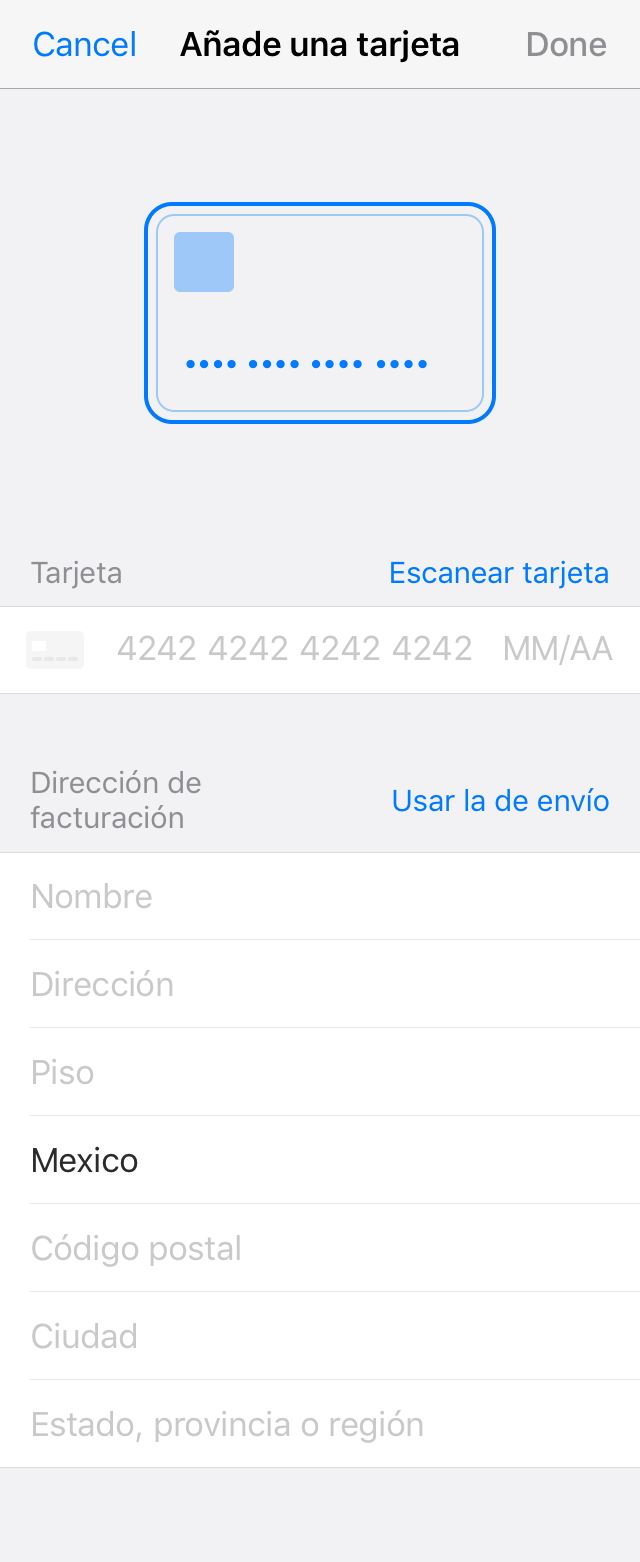 Cancel Añade una tarjeta Done
Tarjeta Escanear tarjeta
4242 4242 4242 4242 MM/AA
Dirección de
facturación
Usar la de envío
Nombre
Dirección
Piso
Mexico
Código postal
Ciudad
Estado, provincia o región